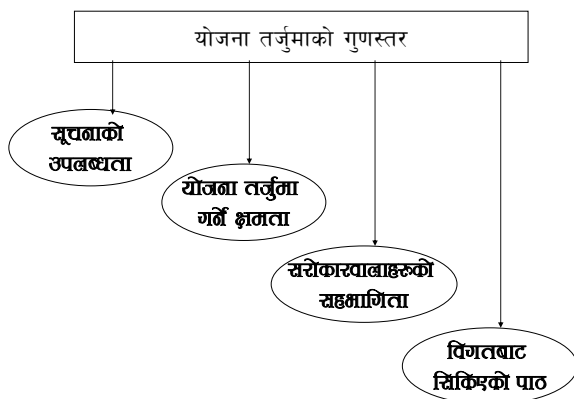 योजना तर्जुमाको गुणस्तर
सूचनाको
उपलब्धता
योजना तर्जुमा
गर्ने क्षमता
सरोकारवालाहरुको
सहभागिता
विगतबाट
सिकिएको पाठ